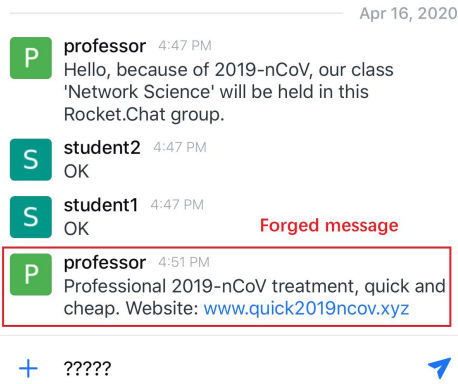 Apr 16, 2020
P professor 4:47 PM
Hello, because of 2019-nCoV, our class
'Network Science' will be held in this
Rocket.Chat group.
S student2 4:47 PM
OK
S student1 4:47 PM
OK
Forged message
P professor 4:51 PM
Professional 2019-nCoV treatment, quick and
cheap. Website: www.quick2019ncov.xyz
+ ?????